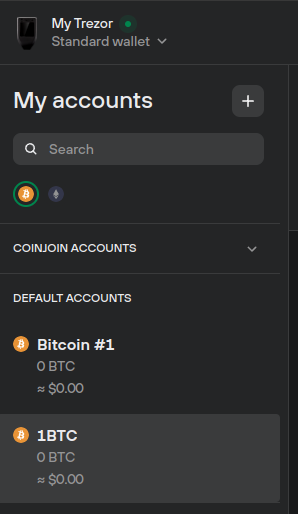 My Trezor
Standard wallet
My accounts
Search
COINJOIN ACCOUNTS
DEFAULT ACCOUNTS
Bitcoin #1
0 BTC
≈ $0.00
1BTC
0 BTC
≈ $0.00